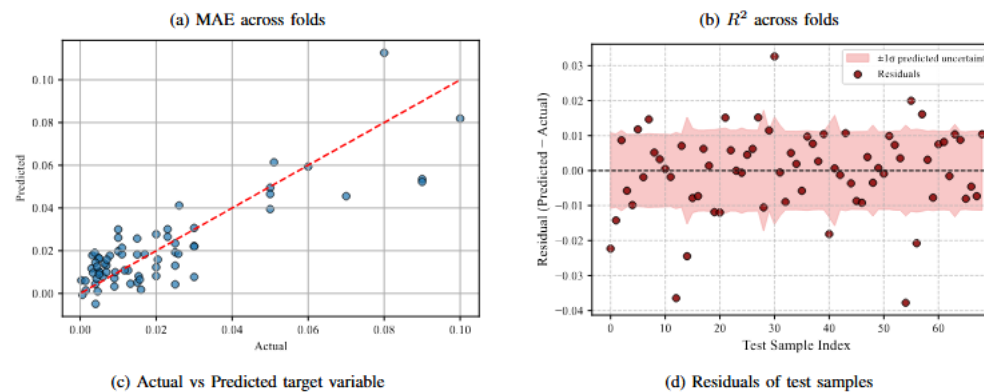 (a) MAE across folds
(b) R² across folds
0.10
0.08
0.06
0.04
0.02
0.00
Predicted
0.00 0.02 0.04 0.06 0.08 0.10
Actual
(c) Actual vs Predicted target variable
0.03
0.02
0.01
0.00
−0.01
−0.02
−0.03
−0.04
Residual (Predicted − Actual)
±1σ predicted uncertaint
Residuals
0 10 20 30 40 50 60
Test Sample Index
(d) Residuals of test samples